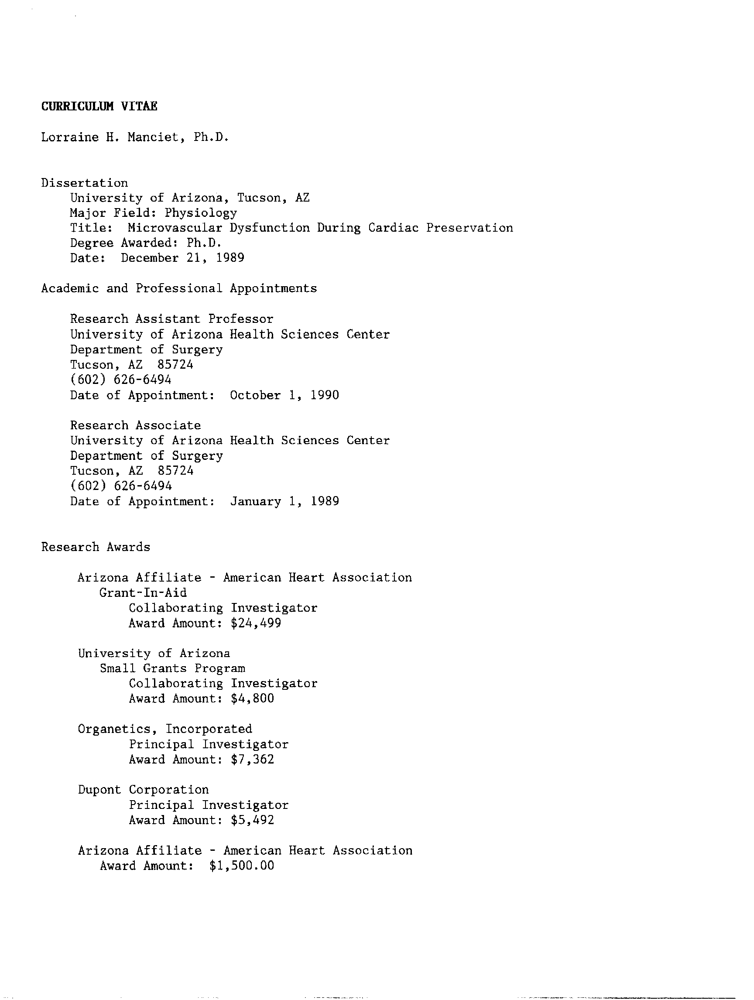 CURRICULUM VITAE
Lorraine H. Manciet, Ph.D.
Dissertation
University of Arizona, Tucson, AZ
Major Field: Physiology
Title: Microvascular Dysfunction During Cardiac Preservation
Degree Awarded: Ph.D.
Date: December 21, 1989
Academic and Professional Appointments
Research Assistant Professor
University of Arizona Health Sciences Center
Department of Surgery
Tucson, AZ 85724
(602) 626-6494
Date of Appointment: October 1, 1990
Research Associate
University of Arizona Health Sciences Center
Department of Surgery
Tucson, AZ 85724
(602) 626-6494
Date of Appointment: January 1, 1989
Research Awards
Arizona Affiliate - American Heart Association
Grant-In-Aid
Collaborating Investigator
Award Amount: $24,499
University of Arizona
Small Grants Program
Collaborating Investigator
Award Amount: $4,800
Organetics, Incorporated
Principal Investigator
Award Amount: $7,362
Dupont Corporation
Principal Investigator
Award Amount: $5,492
Arizona Affiliate - American Heart Association
Award Amount: $1,500.00